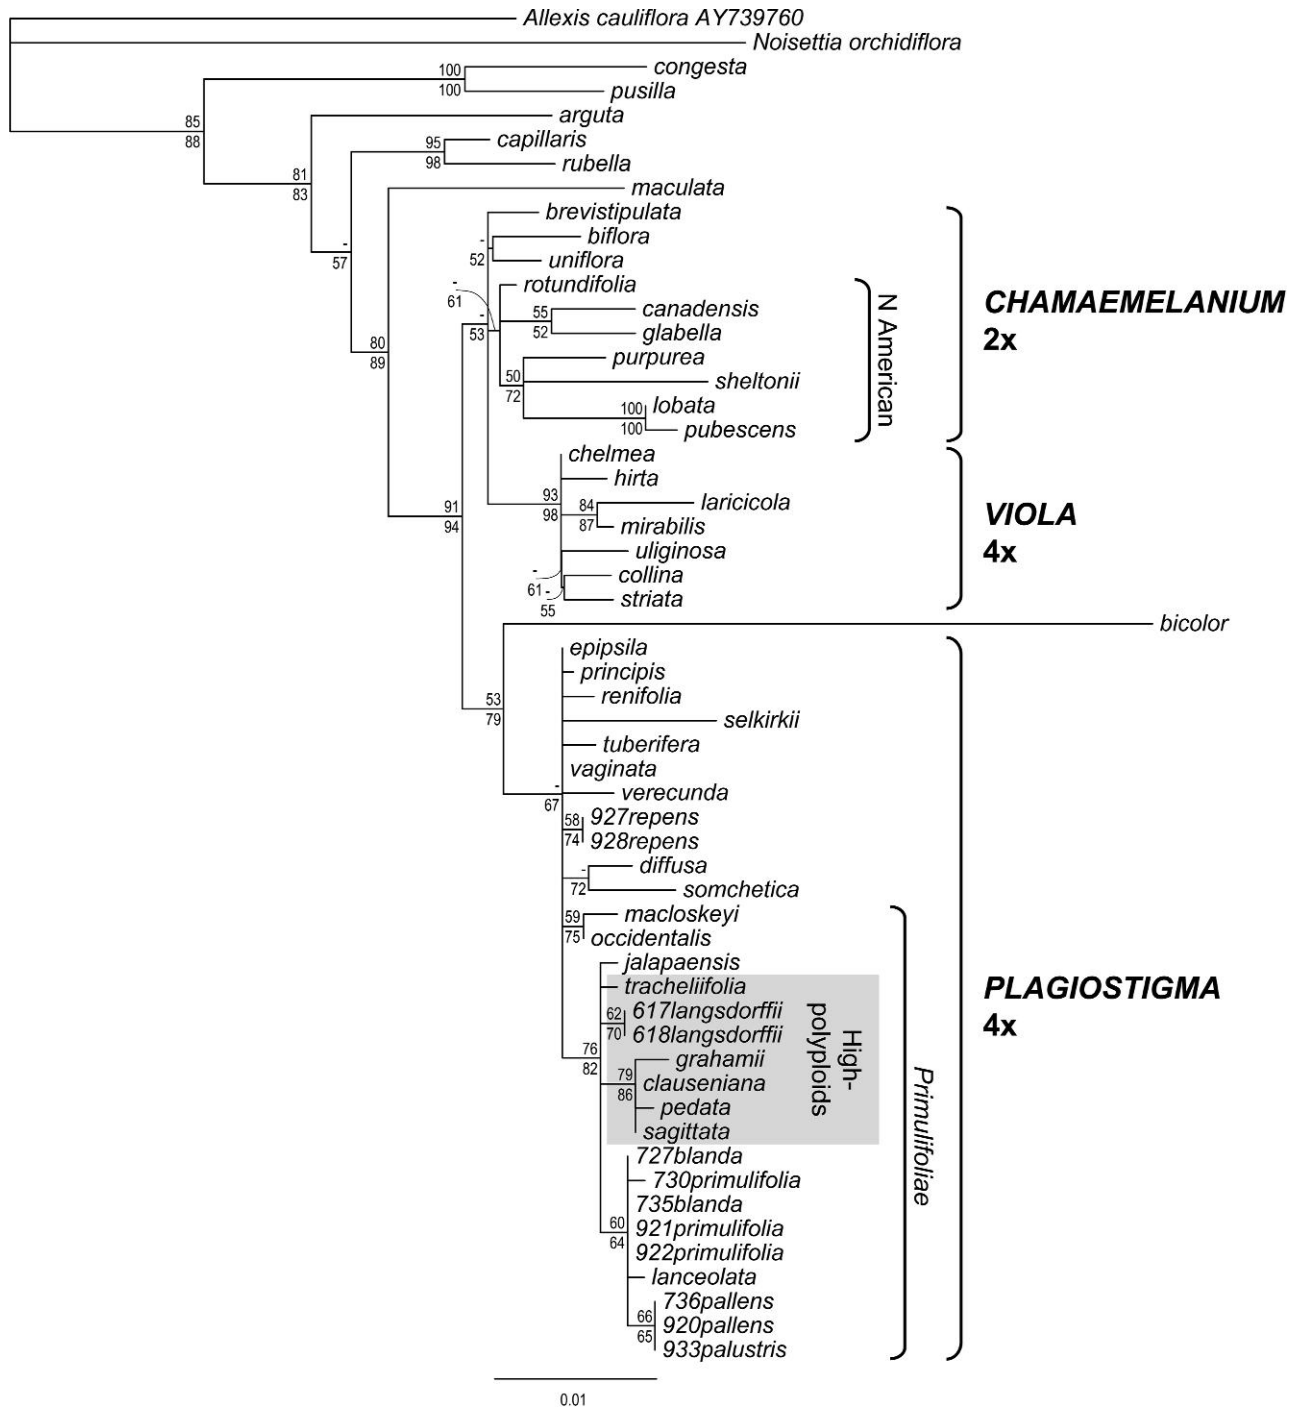 Allexis cauliflora AY739760
Noisettia orchidiflora
100
congesta
100
pusilla
85
88
arguta
95
capillaris
98
rubella
81
83
maculata
-
57
brevistipulata
-
biflora
52
uniflora
-
61
rotundifolia
-
53
55
canadensis
52
glabella
purpurea
50
sheltonii
72
100
lobata
100
pubescens
N American
CHAMAEMELANIUM
2x
80
89
chelmea
hirta
93
98
84
laricicola
87
mirabilis
uliginosa
-
61
collina
-
55
striata
VIOLA
4x
91
94
bicolor
epipsila
principis
renifolia
53
79
selkirkii
tuberifera
vaginata
-
67
verecunda
58
927repens
74
928repens
-
diffusa
72
somchetica
59
macloskeyi
75
occidentalis
jalapaensis
tracheliifolia
62
617langsdorffii
70
618langsdorffii
76
82
grahamii
79
clauseniana
86
pedata
sagittata
High-
polyploids
727blanda
730primulifolia
735blanda
60
921primulifolia
64
922primulifolia
lanceolata
736pallens
66
920pallens
65
933palustris
Primulifoliae
PLAGIOSTIGMA
4x
0.01